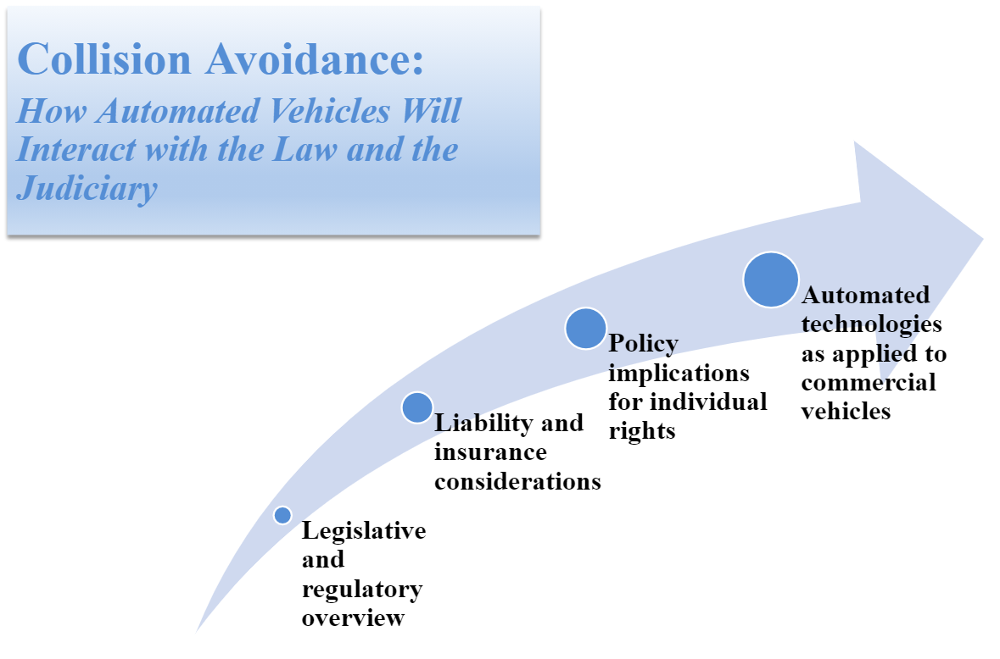 Collision Avoidance:
How Automated Vehicles Will
Interact with the Law and the
Judiciary
Automated
technologies
as applied to
commercial
vehicles
Policy
implications
for individual
rights
Liability and
insurance
considerations
Legislative
and
regulatory
overview